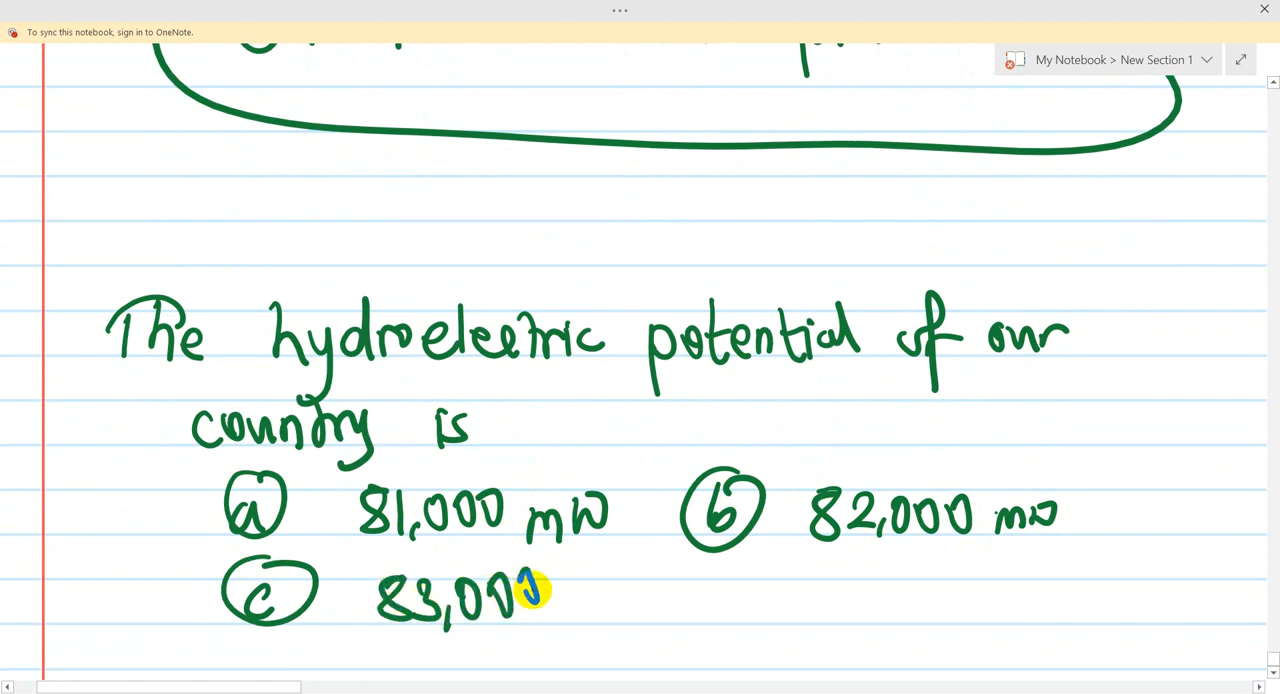 To sync this notebook, sign in to OneNote.
My Notebook > New Section 1
The hydroelectric potential of our
country is
a 81,000 mw b 82,000 mw
c 83,000